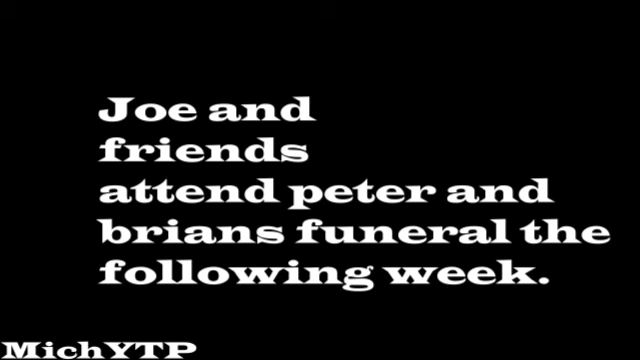 Joe and
friends
attend peter and
brians funeral the
following week.
MichYTP